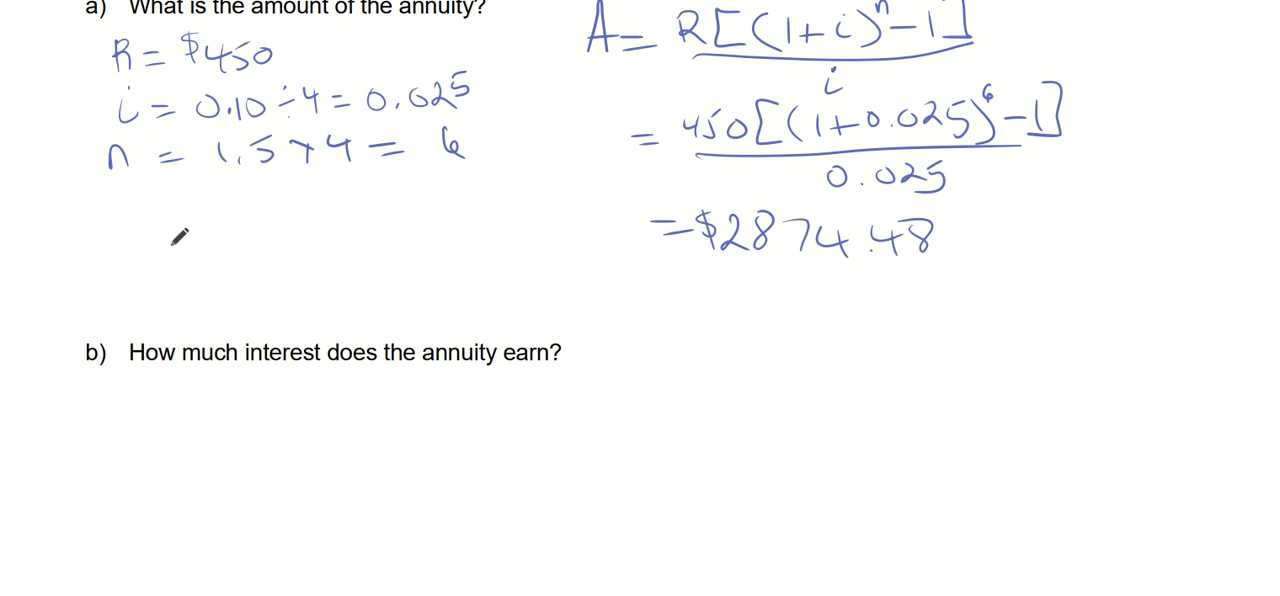 a) What is the amount of the annuity?
R = $450
i = 0.10 ÷ 4 = 0.025
n = 1.5 × 4 = 6
A = R[(1+i)^n - 1]
i
= 450[(1+0.025)^6 - 1]
0.025
= $2874.48
b) How much interest does the annuity earn?